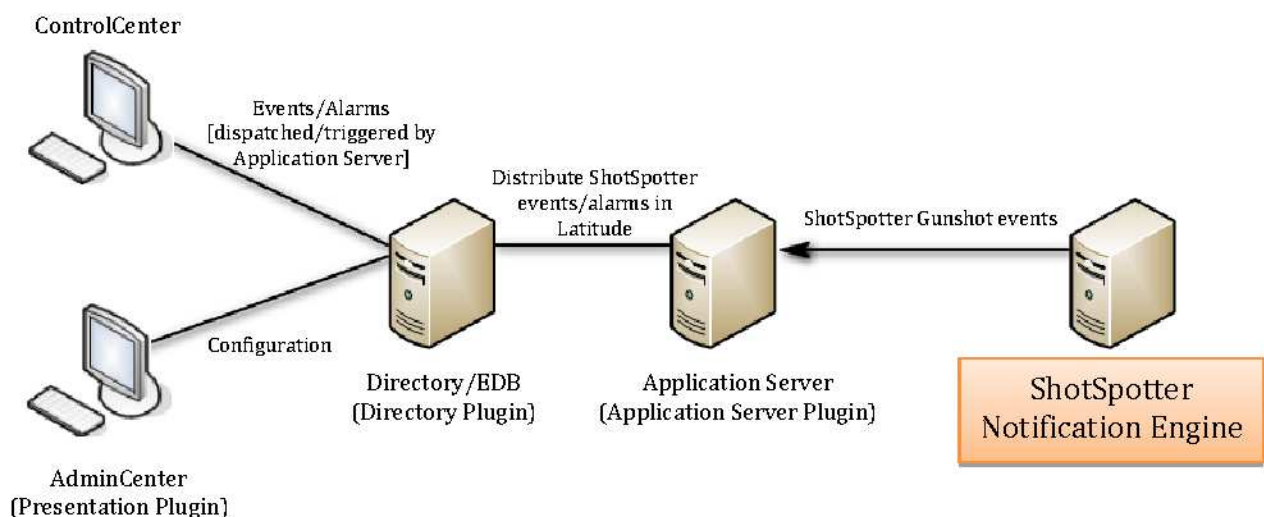 ControlCenter
Events/Alarms
[dispatched/triggered by
Application Server]
Distribute ShotSpotter
events/alarms in
Latitude
ShotSpotter Gunshot events
Configuration
Directory/EDB
(Directory Plugin)
Application Server
(Application Server Plugin)
ShotSpotter
Notification Engine
AdminCenter
(Presentation Plugin)